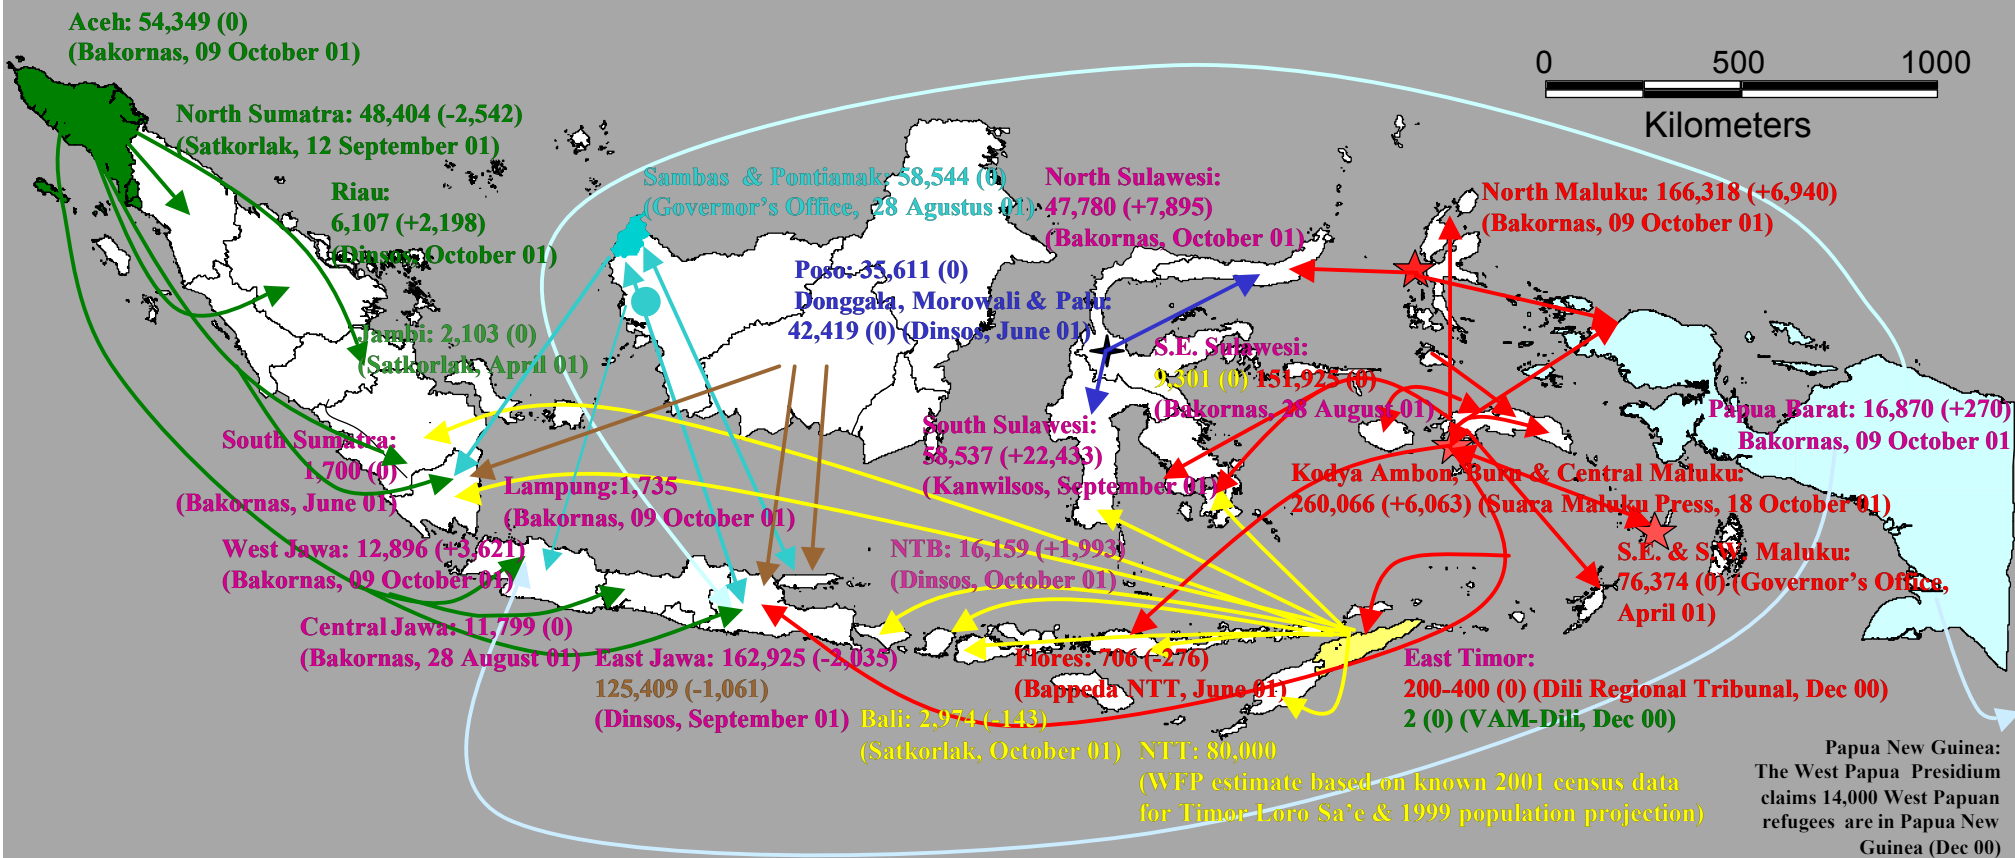 Aceh: 54,349 (0)
(Bakornas, 09 October 01)
0 500 1000
Kilometers
North Sumatra: 48,404 (-2,542)
(Satkorlak, 12 September 01)
Riau:
6,107 (+2,198)
(Dinsos, October 01)
Sambas & Pontianak: 58,544 (0)
(Governor's Office, 28 Agustus 01)
North Sulawesi:
47,780 (+7,895)
(Bakornas, October 01)
North Maluku: 166,318 (+6,940)
(Bakornas, 09 October 01)
Poso: 35,611 (0)
Donggala, Morowali & Palu:
42,419 (0) (Dinsos, June 01)
Jambi: 2,103 (0)
(Satkorlak, April 01)
S.E. Sulawesi:
9,301 (0) 151,925 (0)
(Bakornas, 28 August 01)
Papua Barat: 16,870 (+270)
Bakornas, 09 October 01
South Sumatra:
1,700 (0)
(Bakornas, June 01)
South Sulawesi:
58,537 (+22,433)
(Kanwilsos, September 01)
Kodya Ambon, Buru & Central Maluku:
260,066 (+6,063) (Suara Maluku Press, 18 October 01)
Lampung:1,735
(Bakornas, 09 October 01)
West Jawa: 12,896 (+3,621)
(Bakornas, 09 October 01)
NTB: 16,159 (+1,993)
(Dinsos, October 01)
S.E. & S.W. Maluku:
76,374 (0) (Governor's Office,
April 01)
Central Jawa: 11,799 (0)
(Bakornas, 28 August 01)
East Jawa: 162,925 (-2,035)
125,409 (-1,061)
(Dinsos, September 01)
Flores: 706 (-276)
(Bappeda NTT, June 01)
East Timor:
200-400 (0) (Dili Regional Tribunal, Dec 00)
2 (0) (VAM-Dili, Dec 00)
Bali: 2,974 (-143)
(Satkorlak, October 01)
NTT: 80,000
(WFP estimate based on known 2001 census data
for Timor Loro Sa'e & 1999 population projection)
Papua New Guinea:
The West Papua Presidium
claims 14,000 West Papuan
refugees are in Papua New
Guinea (Dec 00)